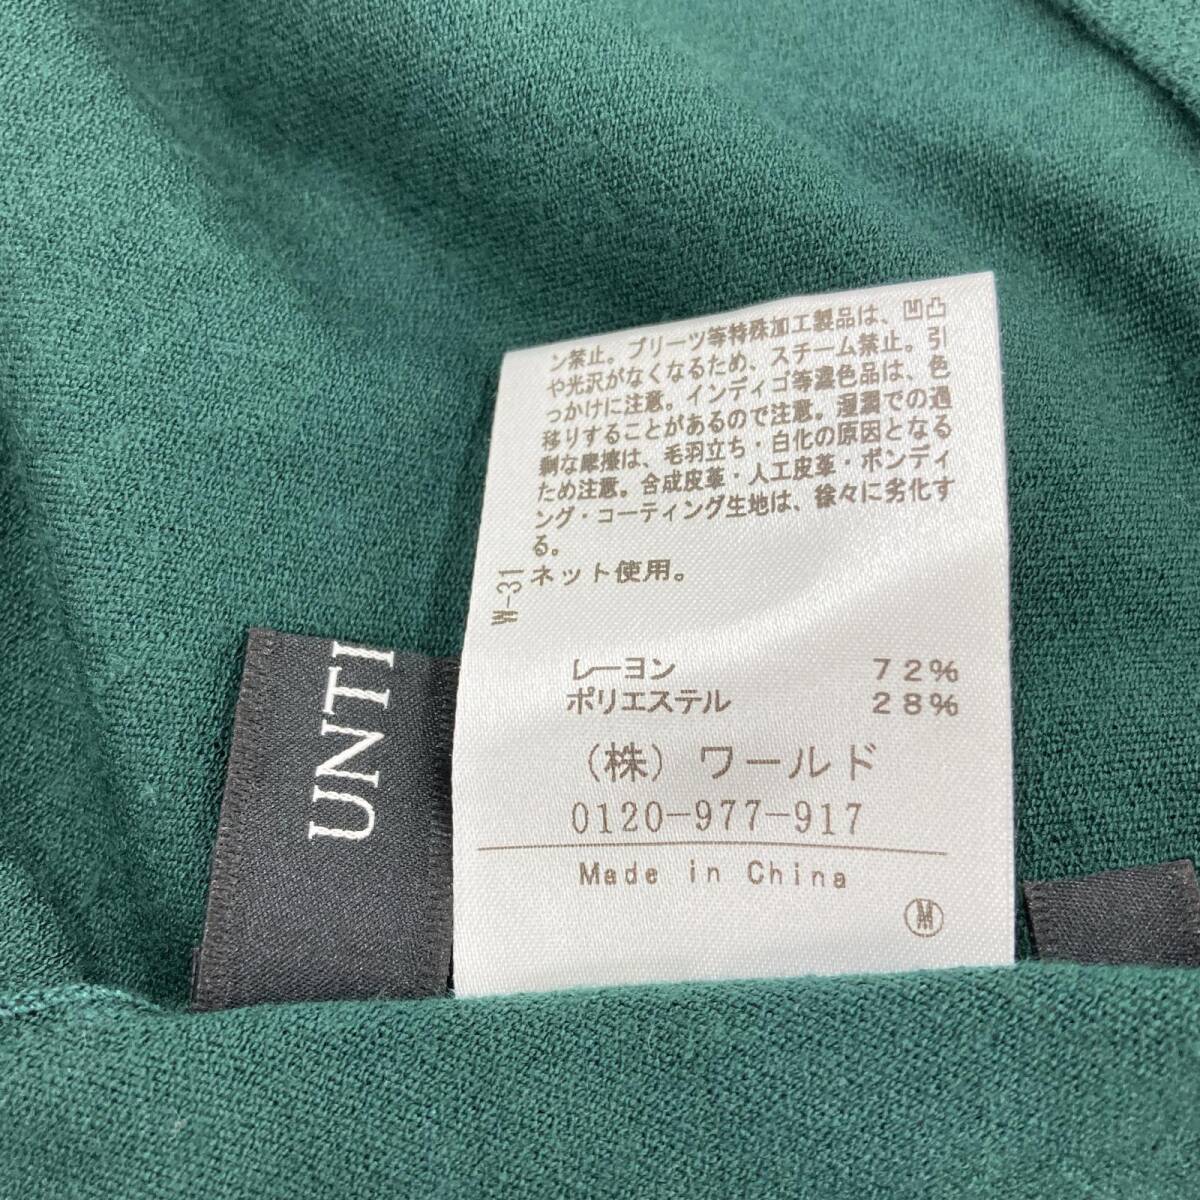 ン禁止。プリーツ等特殊加工製品は、凹凸
や光沢がなくなるため、スチーム禁止。引
っかけに注意。インディゴ等濃色品は、色
移りすることがあるので注意。湿潤での過
剰な摩擦は、毛羽立ち・白化の原因となる
ため注意。合成皮革・人工皮革・ボンディ
ング・コーティング生地は、徐々に劣化す
る。
ネット使用。
W-31
レーヨン 72%
ポリエステル 28%
(株)ワールド
0120-977-917
Made in China
M
UNTI